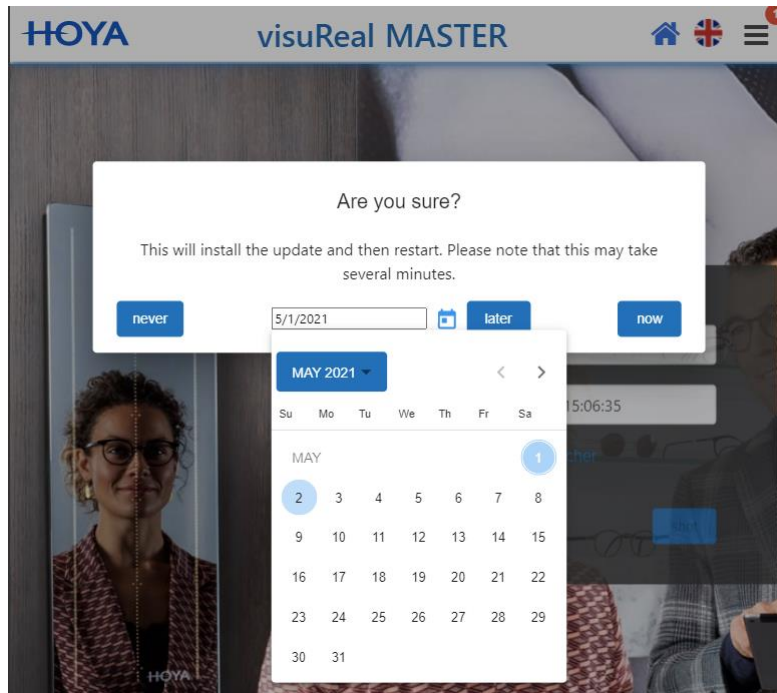 HOYA
visuReal MASTER
1
Are you sure?
This will install the update and then restart. Please note that this may take
several minutes.
never
5/1/2021
later
now
MAY 2021
Su Mo Tu We Th Fr Sa
MAY
1
2 3 4 5 6 7 8
9 10 11 12 13 14 15
16 17 18 19 20 21 22
23 24 25 26 27 28 29
30 31
15:06:35
cher
HOYA